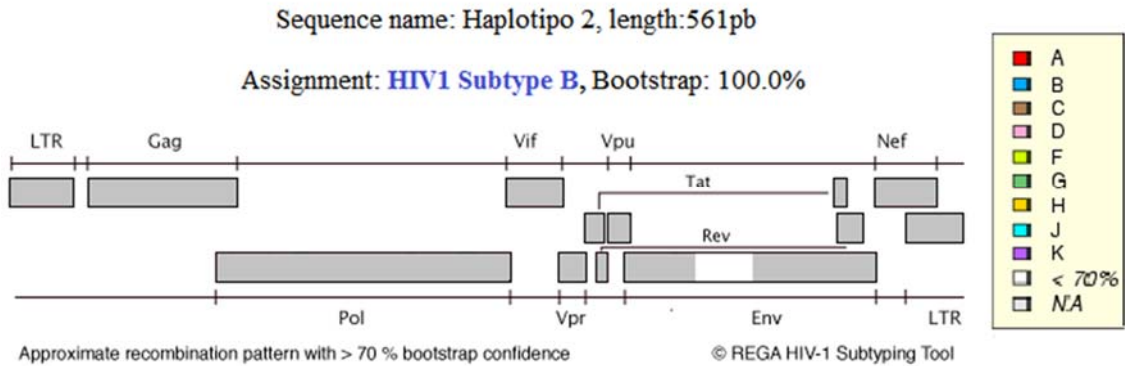 Sequence name: Haplotipo 2, length:561pb
Assignment: HIV1 Subtype B, Bootstrap: 100.0%
LTR Gag Vif Vpu Nef
Tat
Rev
Pol Vpr Env LTR
Approximate recombination pattern with > 70 % bootstrap confidence © REGA HIV-1 Subtyping Tool
A
B
C
D
F
G
H
J
K
< 70%
N.A